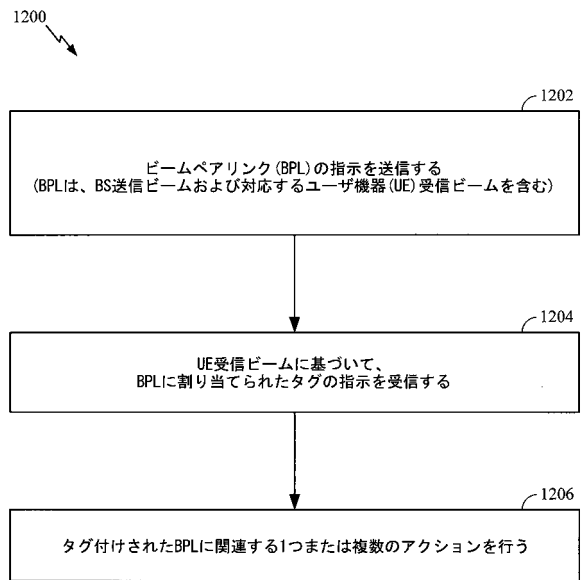 1200
1202
ビームペアリンク(BPL)の指示を送信する
(BPLは、BS送信ビームおよび対応するユーザ機器(UE)受信ビームを含む)
1204
UE受信ビームに基づいて、
BPLに割り当てられたタグの指示を受信する
1206
タグ付けされたBPLに関連する1つまたは複数のアクションを行う